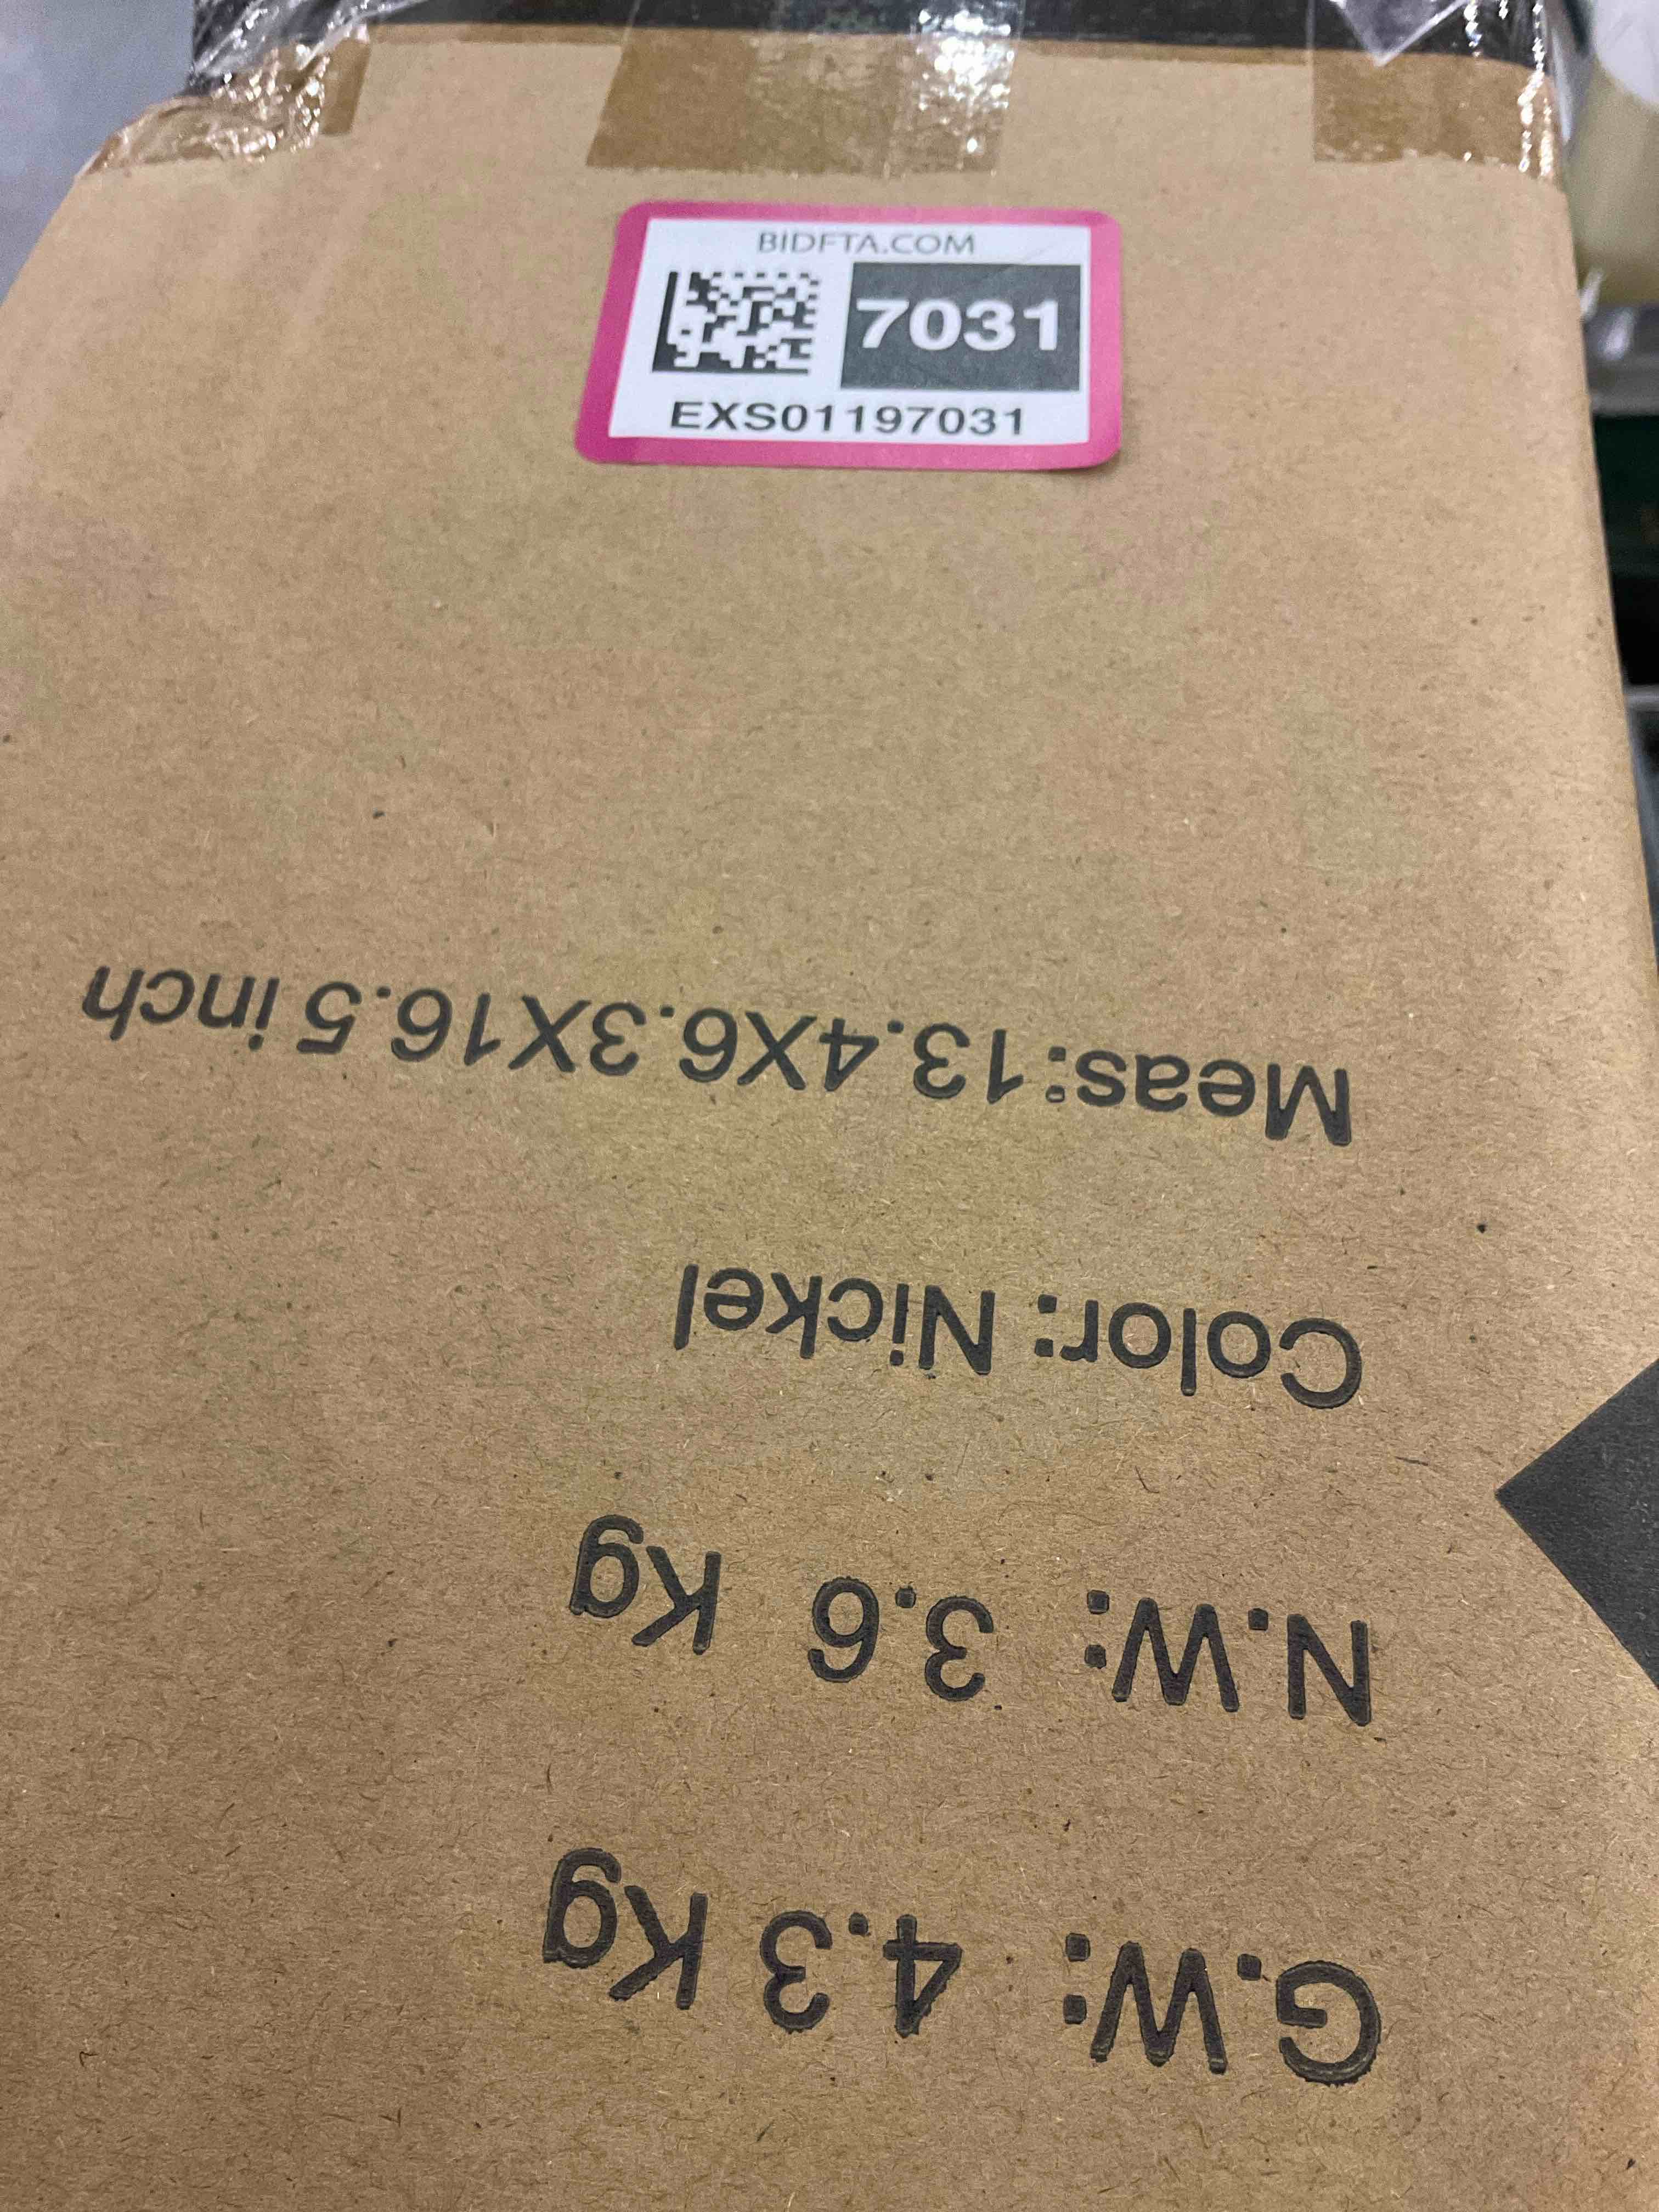 BIDFTA.COM
7031
EXS01197031
G.W: 4.3 Kg
N.W: 3.6 Kg
Color: Nickel
Meas:13.4X6.3X16.5 inch